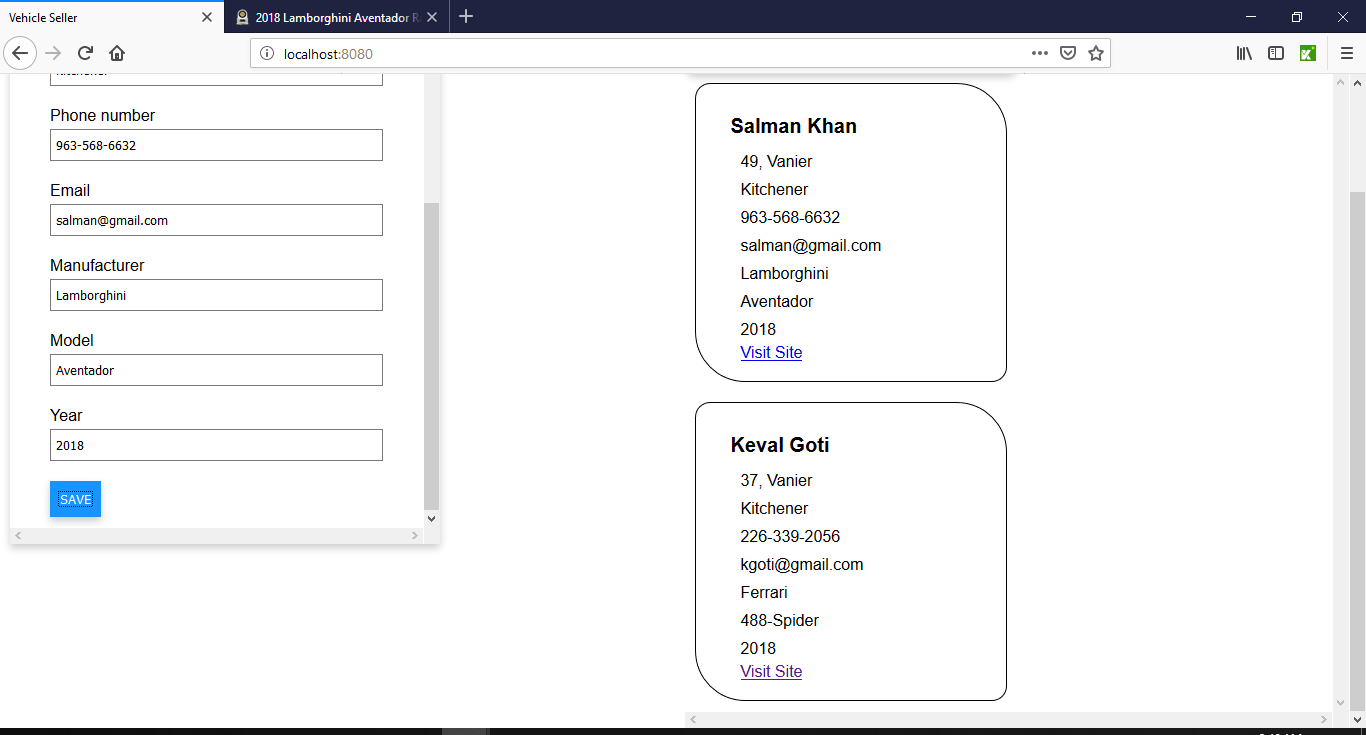 Vehicle Seller
2018 Lamborghini Aventador R
localhost:8080
Kitchener
Phone number
963-568-6632
Email
salman@gmail.com
Manufacturer
Lamborghini
Model
Aventador
Year
2018
SAVE
Salman Khan
49, Vanier
Kitchener
963-568-6632
salman@gmail.com
Lamborghini
Aventador
2018
Visit Site
Keval Goti
37, Vanier
Kitchener
226-339-2056
kgoti@gmail.com
Ferrari
488-Spider
2018
Visit Site